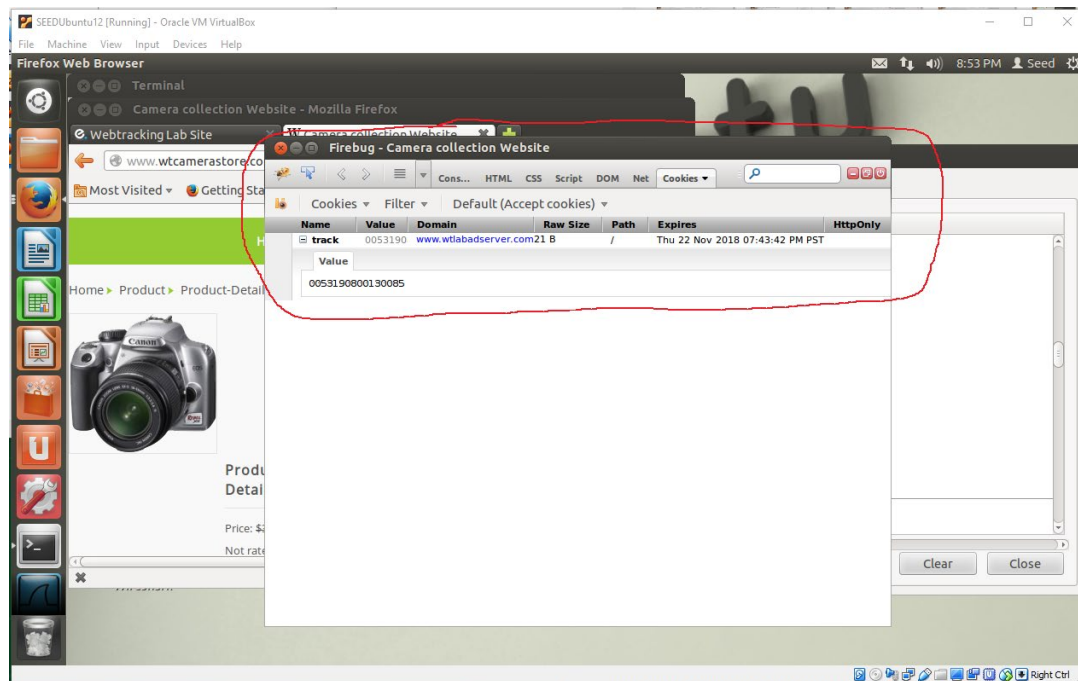 SEEDUbuntu12 [Running] - Oracle VM VirtualBox
File Machine View Input Devices Help
Firefox Web Browser 8:53 PM Seed
Terminal
Camera collection Website - Mozilla Firefox
Webtracking Lab Site Camera collection Website
Firebug - Camera collection Website
www.wtcamerastore.co
Cons... HTML CSS Script DOM Net Cookies
Most Visited Getting Sta
Cookies Filter Default (Accept cookies)
Name Value Domain Raw Size Path Expires HttpOnly
track 0053190 www.wtlabadserver.com 21 B / Thu 22 Nov 2018 07:43:42 PM PST
H
Value
0053190800130085
Home Product Product-Detail
Canon
Produ
Detai
Price:
Not rate
Clear Close
Right Ctrl